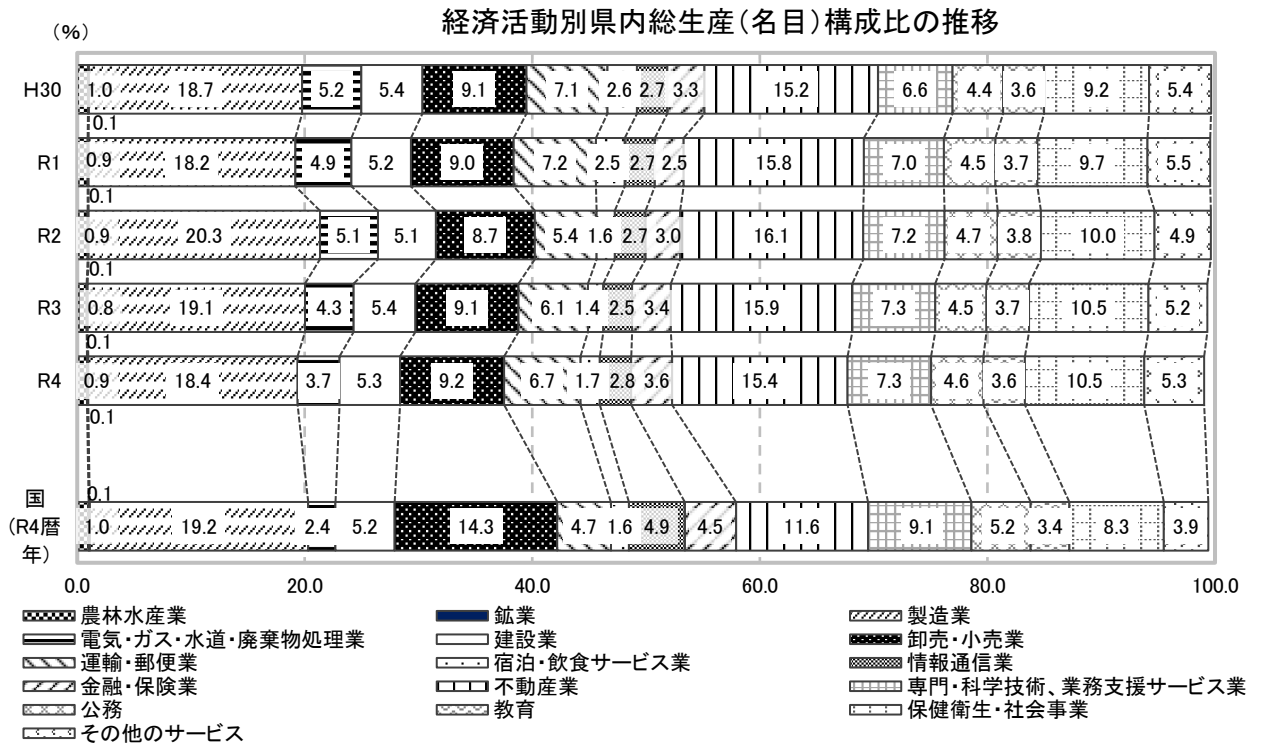 経済活動別県内総生産(名目)構成比の推移
(%)
H30 1.0 18.7 5.2 5.4 9.1 7.1 2.6 2.7 3.3 15.2 6.6 4.4 3.6 9.2 5.4
0.1
R1 0.9 18.2 4.9 5.2 9.0 7.2 2.5 2.7 2.5 15.8 7.0 4.5 3.7 9.7 5.5
0.1
R2 0.9 20.3 5.1 5.1 8.7 5.4 1.6 2.7 3.0 16.1 7.2 4.7 3.8 10.0 4.9
0.1
R3 0.8 19.1 4.3 5.4 9.1 6.1 1.4 2.5 3.4 15.9 7.3 4.5 3.7 10.5 5.2
0.1
R4 0.9 18.4 3.7 5.3 9.2 6.7 1.7 2.8 3.6 15.4 7.3 4.6 3.6 10.5 5.3
0.1
0.1
国
(R4暦
年)
1.0 19.2 2.4 5.2 14.3 4.7 1.6 4.9 4.5 11.6 9.1 5.2 3.4 8.3 3.9
0.0 20.0 40.0 60.0 80.0 100.0
農林水産業 鉱業 製造業
電気・ガス・水道・廃棄物処理業 建設業 卸売・小売業
運輸・郵便業 宿泊・飲食サービス業 情報通信業
金融・保険業 不動産業 専門・科学技術、業務支援サービス業
公務 教育 保健衛生・社会事業
その他のサービス